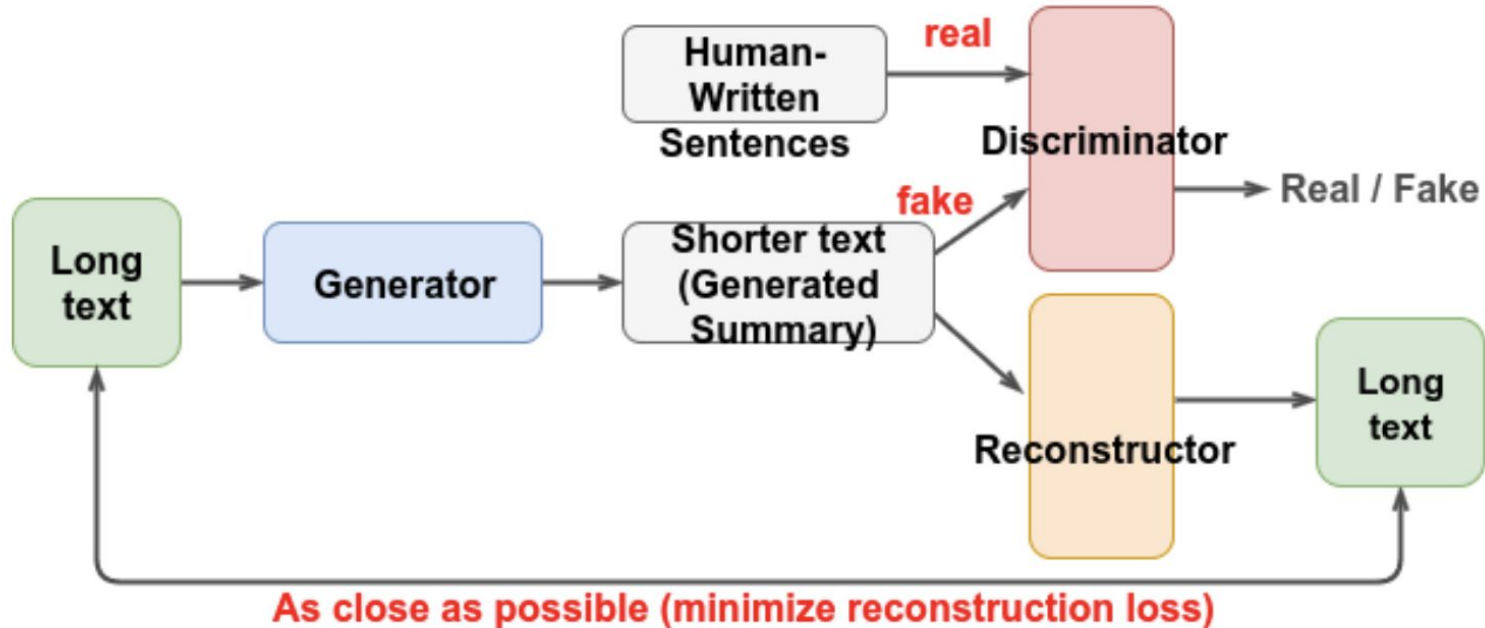 real
Human-
Written
Sentences
Discriminator
Real / Fake
fake
Long
text
Generator
Shorter text
(Generated
Summary)
Long
text
Reconstructor
As close as possible (minimize reconstruction loss)